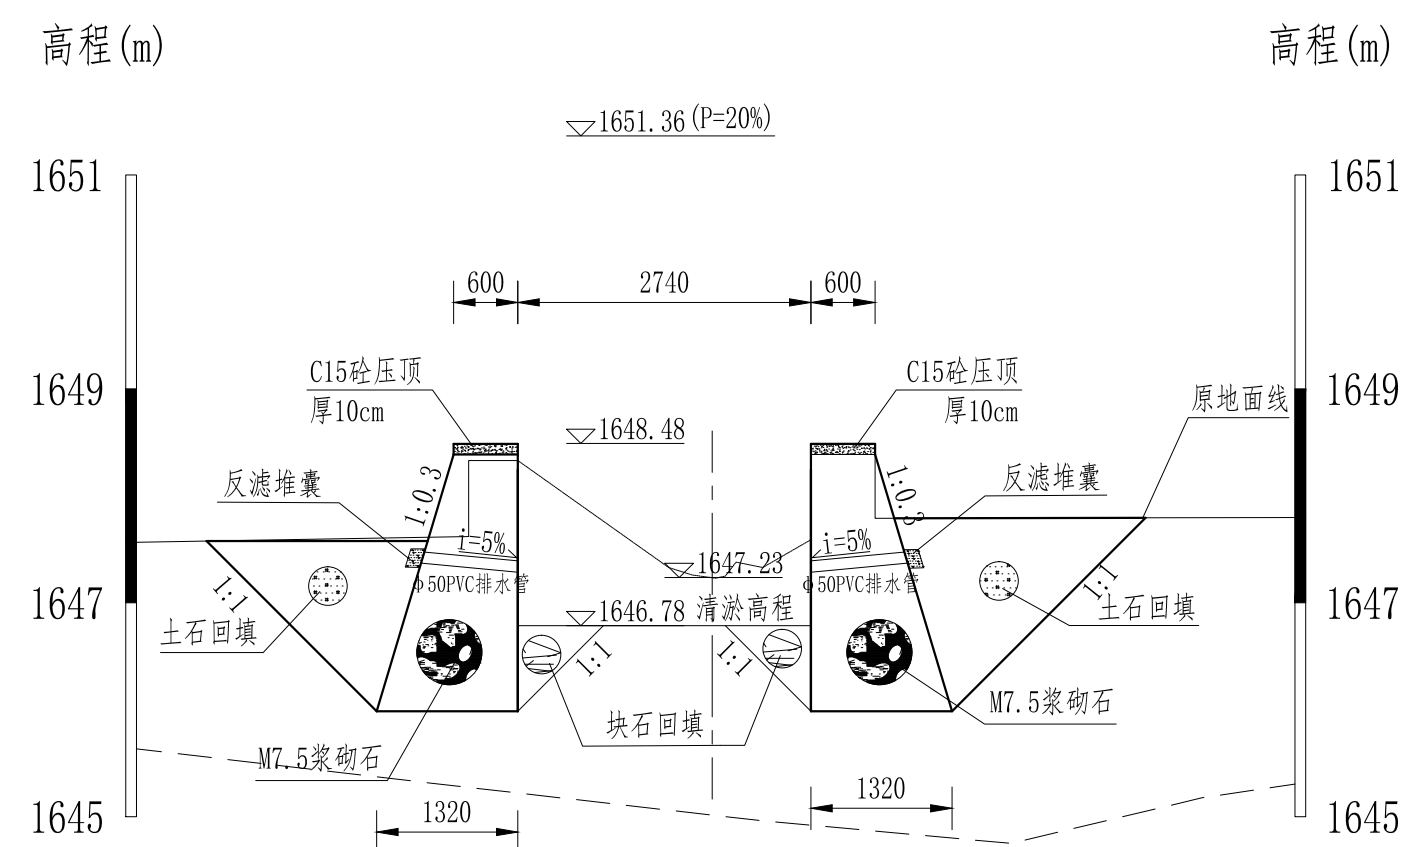 高程(m)
高程(m)
1651.36(P=20%)
1651
1651
600
2740
600
C15砼压顶
厚10cm
C15砼压顶
厚10cm
1649
1649
原地面线
1648.48
反滤堆囊
1:0.3
1:0.3
反滤堆囊
i=5%
i=5%
1647.23
φ50PVC排水管
φ50PVC排水管
1:1
1:1
1647
1647
1646.78 清淤高程
土石回填
土石回填
1:1
1:1
块石回填
M7.5浆砌石
M7.5浆砌石
1320
1320
1645
1645